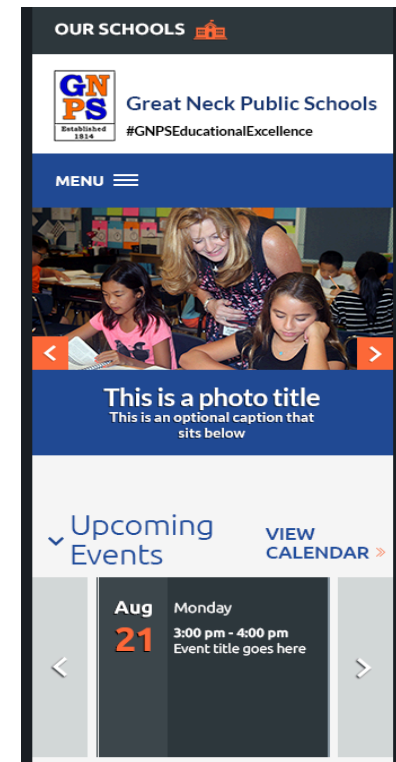 OUR SCHOOLS
GN
PS
Established
1814
Great Neck Public Schools
#GNPSEducationalExcellence
MENU
This is a photo title
This is an optional caption that
sits below
Upcoming
Events
VIEW
CALENDAR »
Aug
21
Monday
3:00 pm - 4:00 pm
Event title goes here